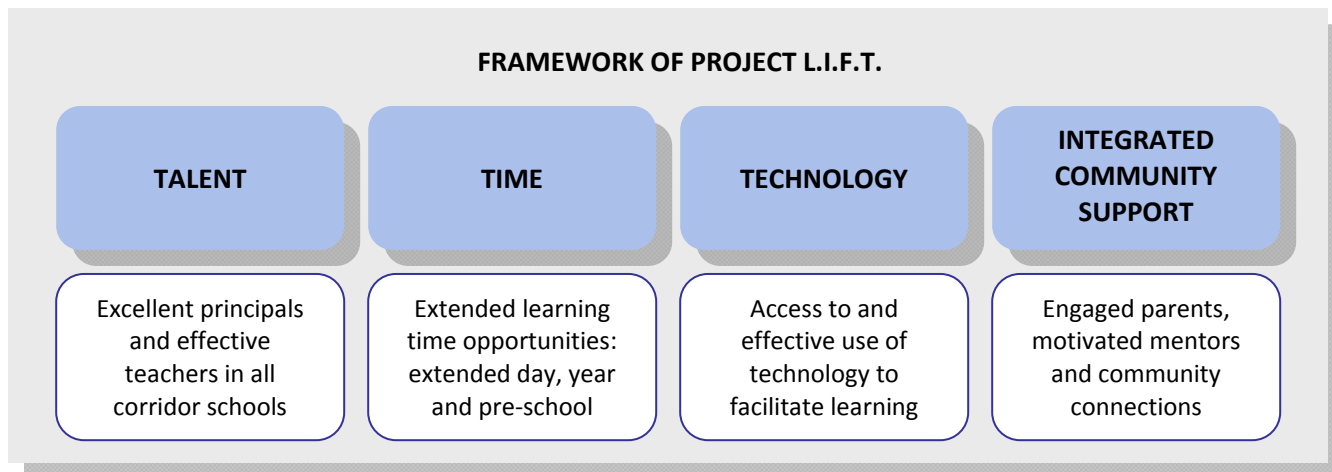 FRAMEWORK OF PROJECT L.I.F.T.
TALENT
TIME
TECHNOLOGY
INTEGRATED
COMMUNITY
SUPPORT
Excellent principals
and effective
teachers in all
corridor schools
Extended learning
time opportunities:
extended day, year
and pre-school
Access to and
effective use of
technology to
facilitate learning
Engaged parents,
motivated mentors
and community
connections